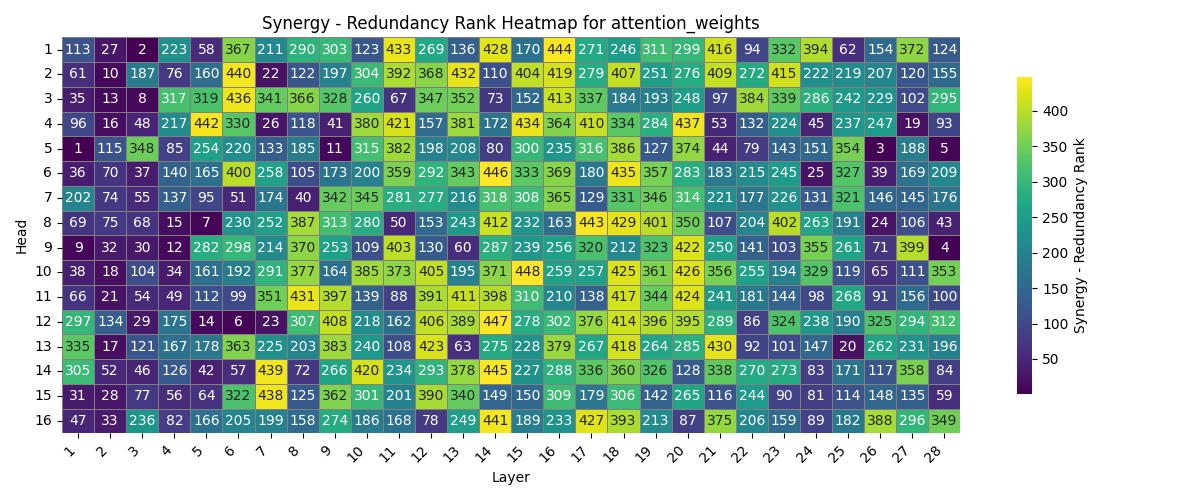 Synergy - Redundancy Rank Heatmap for attention_weights
1 113 27 2 223 58 367 211 290 303 123 433 269 136 428 170 444 271 246 311 299 416 94 332 394 62 154 372 124
2 61 10 187 76 160 440 22 122 197 304 392 368 432 110 404 419 279 407 251 276 409 272 415 222 219 207 120 155
3 35 13 8 317 319 436 341 366 328 260 67 347 352 73 152 413 337 184 193 248 97 384 339 286 242 229 102 295
4 96 16 48 217 442 330 26 118 41 380 421 157 381 172 434 364 410 334 284 437 53 132 224 45 237 247 19 93
5 1 115 348 85 254 220 133 185 11 315 382 198 208 80 300 235 316 386 127 374 44 79 143 151 354 3 188 5
6 36 70 37 140 165 400 258 105 173 200 359 292 343 446 333 369 180 435 357 283 183 215 245 25 327 39 169 209
7 202 74 55 137 95 51 174 40 342 345 281 277 216 318 308 365 129 331 346 314 221 177 226 131 321 146 145 176
8 69 75 68 15 7 230 252 387 313 280 50 153 243 412 232 163 443 429 401 350 107 204 402 263 191 24 106 43
9 9 32 30 12 282 298 214 370 253 109 403 130 60 287 239 256 320 212 323 422 250 141 103 355 261 71 399 4
10 38 18 104 34 161 192 291 377 164 385 373 405 195 371 448 259 257 425 361 426 356 255 194 329 119 65 111 353
11 66 21 54 49 112 99 351 431 397 139 88 391 411 398 310 210 138 417 344 424 241 181 144 98 268 91 156 100
12 297 134 29 175 14 6 23 307 408 218 162 406 389 447 278 302 376 414 396 395 289 86 324 238 190 325 294 312
13 335 17 121 167 178 363 225 203 383 240 108 423 63 275 228 379 267 418 264 285 430 92 101 147 20 262 231 196
14 305 52 46 126 42 57 439 72 266 420 234 293 378 445 227 288 336 360 326 128 338 270 273 83 171 117 358 84
15 31 28 77 56 64 322 438 125 362 301 201 390 340 149 150 309 179 306 142 265 116 244 90 81 114 148 135 59
16 47 33 236 82 166 205 199 158 274 186 168 78 249 441 189 233 427 393 213 87 375 206 159 89 182 388 296 349
1 2 3 4 5 6 7 8 9 10 11 12 13 14 15 16 17 18 19 20 21 22 23 24 25 26 27 28
Layer
Head
400
350
300
250
200
150
100
50
Synergy - Redundancy Rank